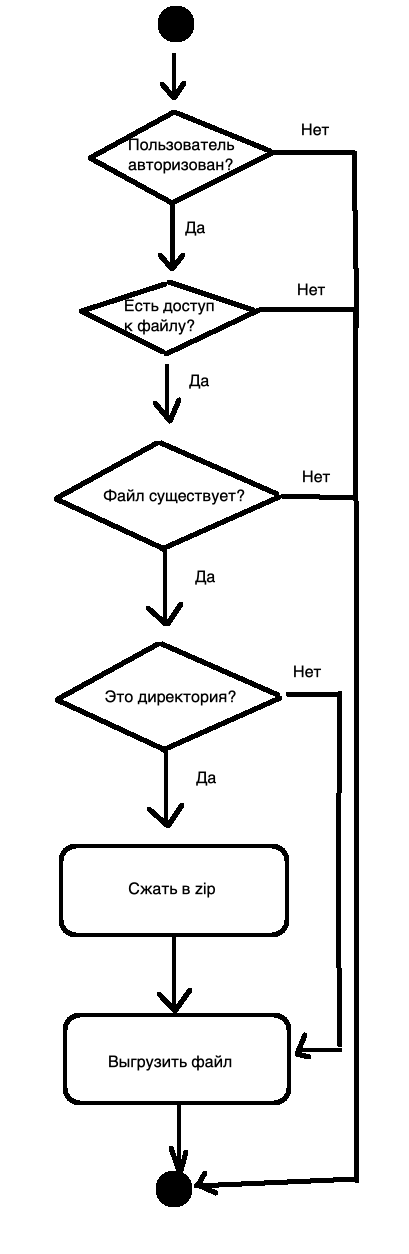 Пользователь
авторизован?
Нет
Да
Есть доступ
к файлу?
Нет
Да
Файл существует?
Нет
Да
Это директория?
Нет
Да
Сжать в zip
Выгрузить файл